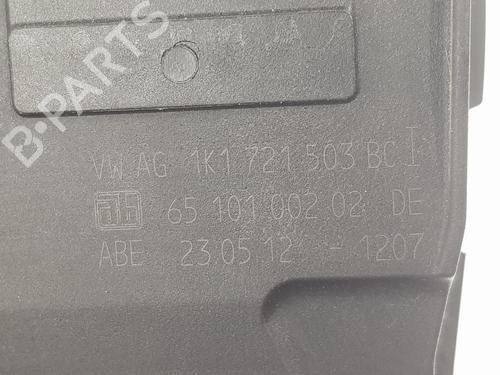 B-PARTS
VW AG 1K1 721 503 BC I
65 101 002 02 DE
ABE 23.05.12 - 1207